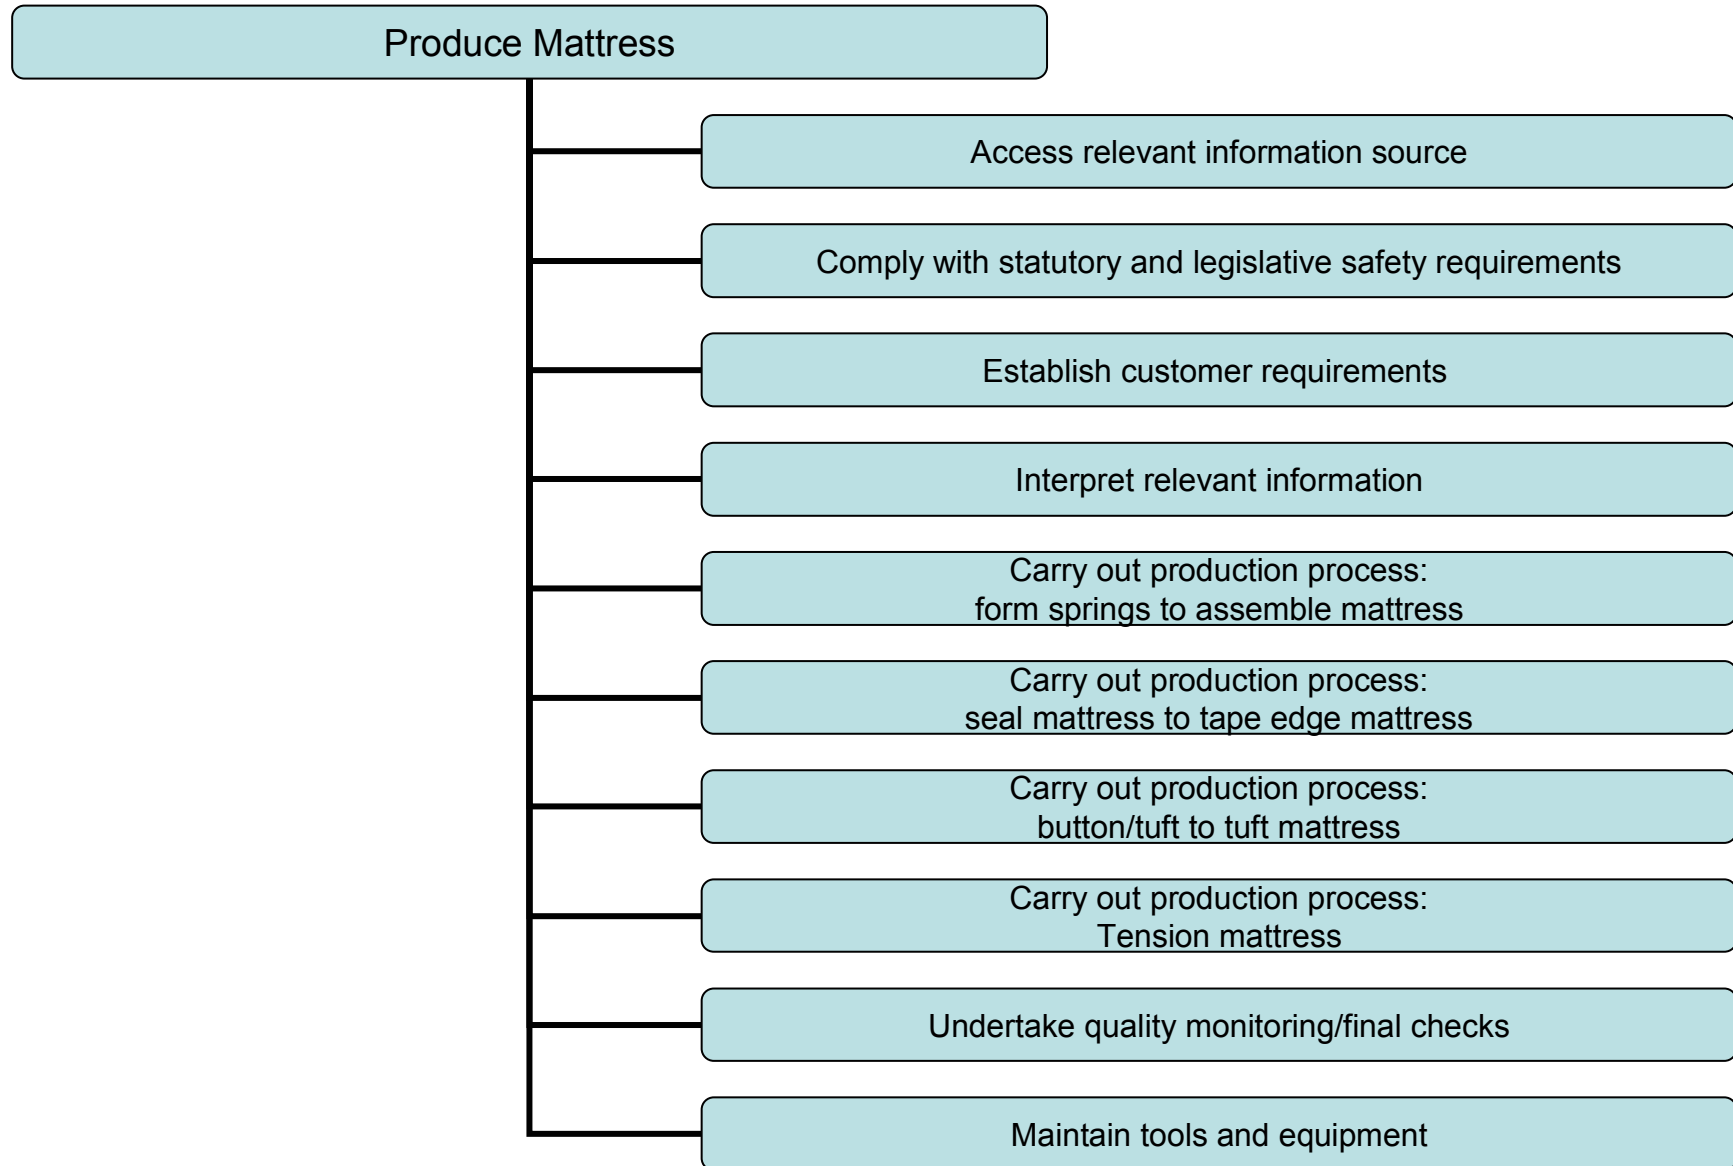 Produce Mattress
Access relevant information source
Comply with statutory and legislative safety requirements
Establish customer requirements
Interpret relevant information
Carry out production process:
form springs to assemble mattress
Carry out production process:
seal mattress to tape edge mattress
Carry out production process:
button/tuft to tuft mattress
Carry out production process:
Tension mattress
Undertake quality monitoring/final checks
Maintain tools and equipment